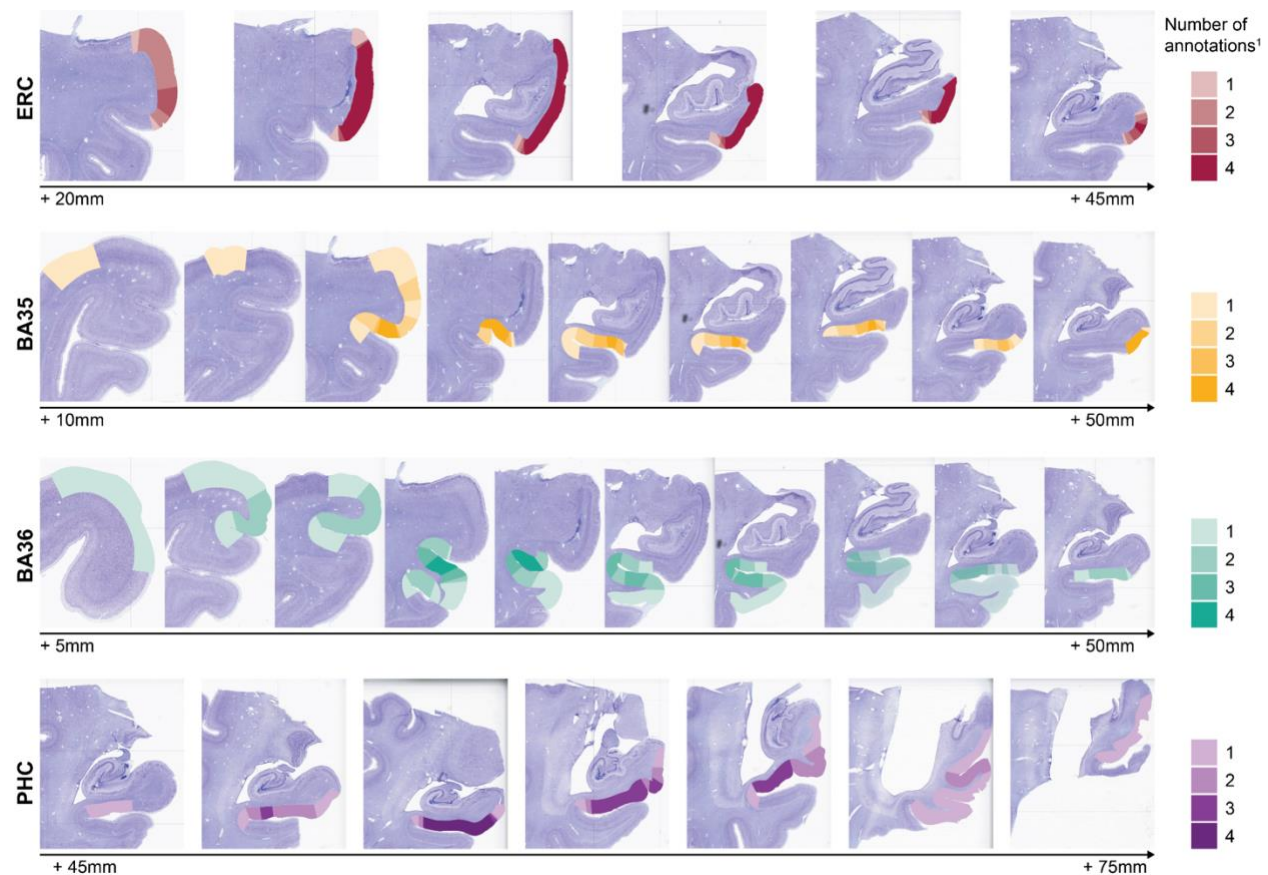 Number of
annotations¹
ERC
1
2
3
4
+ 20mm
+ 45mm
BA35
1
2
3
4
+ 10mm
+ 50mm
BA36
1
2
3
4
+ 5mm
+ 50mm
PHC
1
2
3
4
+ 45mm
+ 75mm